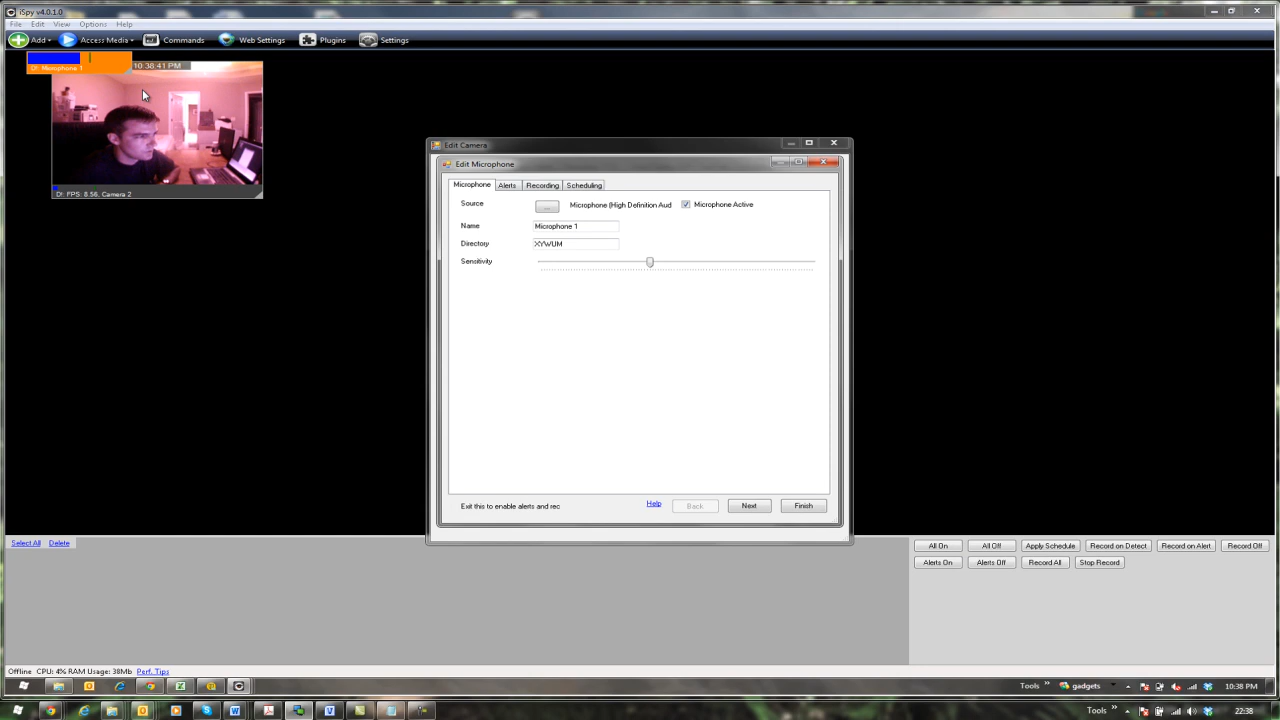 iSpy v4.0.1.0
File Edit View Options Help
Add Access Media Commands Web Settings Plugins Settings
D!: Microphone 1
10:38:41 PM
D!: FPS: 8.56, Camera 2
Edit Camera
Edit Microphone
Microphone Alerts Recording Scheduling
Source ... Microphone (High Definition Aud Microphone Active
Name Microphone 1
Directory XYWUM
Sensitivity
Exit this to enable alerts and rec Help Back Next Finish
Select All Delete
All On All Off Apply Schedule Record on Detect Record on Alert Record Off
Alerts On Alerts Off Record All Stop Record
Offline CPU: 4% RAM Usage: 38Mb Perf. Tips
Tools » gadgets 10:38 PM
Tools » 22:38